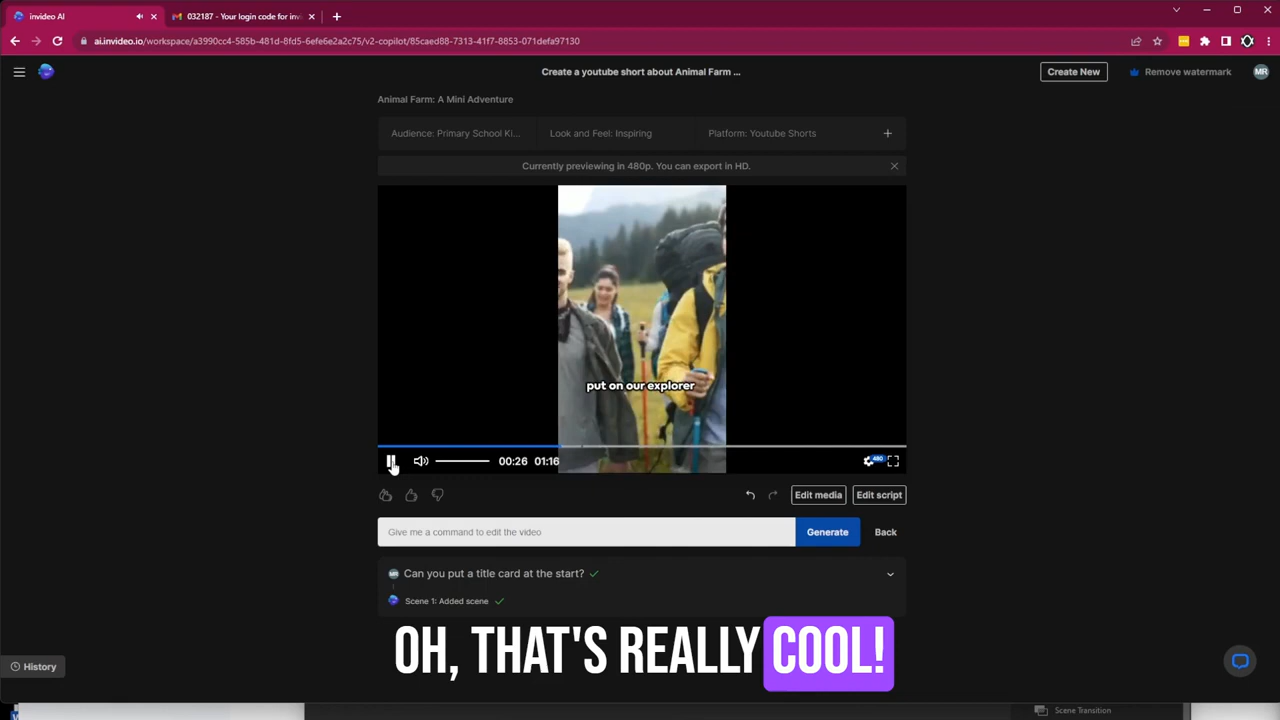 invideo AI
032187 - Your login code for inv
ai.invideo.io/workspace/a3990cc4-585b-481d-8fd5-6efe6e2a2c75/v2-copilot/85caed88-7313-41f7-8853-071defa97130
Create a youtube short about Animal Farm ...
Create New
Remove watermark
MR
Animal Farm: A Mini Adventure
Audience: Primary School Ki...
Look and Feel: Inspiring
Platform: Youtube Shorts
Currently previewing in 480p. You can export in HD.
put on our explorer
00:26
01:16
480
Edit media
Edit script
Give me a command to edit the video
Generate
Back
MR Can you put a title card at the start?
Scene 1: Added scene
OH, THAT'S REALLY COOL!
History
Scene Transition